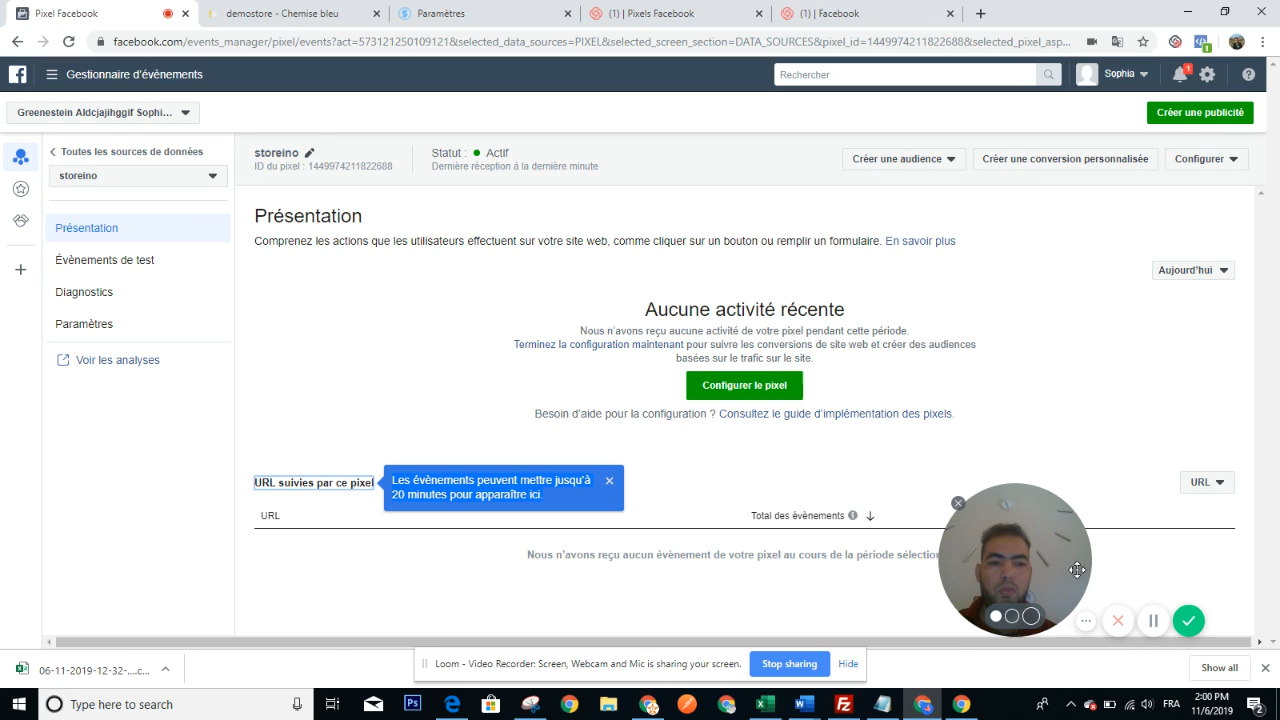 Pixel Facebook
demostore - Chemise bleu
Paramètres
(1) | Pixels Facebook
(1) | Facebook
facebook.com/events_manager/pixel/events?act=573121250109121&selected_data_sources=PIXEL&selected_screen_section=DATA_SOURCES&pixel_id=1449974211822688&selected_pixel_asp...
Gestionnaire d'évènements
Rechercher
Sophia
1
Greenestein Aldcjajihggif Sophi...
Créer une publicité
Toutes les sources de données
storeino
Présentation
Évènements de test
Diagnostics
Paramètres
Voir les analyses
storeino
ID du pixel : 1449974211822688
Statut : Actif
Dernière réception à la dernière minute
Créer une audience
Créer une conversion personnalisée
Configurer
Présentation
Comprenez les actions que les utilisateurs effectuent sur votre site web, comme cliquer sur un bouton ou remplir un formulaire. En savoir plus
Aujourd'hui
Aucune activité récente
Nous n'avons reçu aucune activité de votre pixel pendant cette période.
Terminez la configuration maintenant pour suivre les conversions de site web et créer des audiences
basées sur le trafic sur le site.
Configurer le pixel
Besoin d'aide pour la configuration ? Consultez le guide d'implémentation des pixels.
URL suivies par ce pixel
Les évènements peuvent mettre jusqu'à
20 minutes pour apparaître ici.
URL
URL
Total des évènements
Nous n'avons reçu aucun évènement de votre pixel au cours de la période sélection
06-11-2019-12-32-....c...
Loom - Video Recorder: Screen, Webcam and Mic is sharing your screen.
Stop sharing
Hide
Show all
Type here to search
2:00 PM
11/6/2019